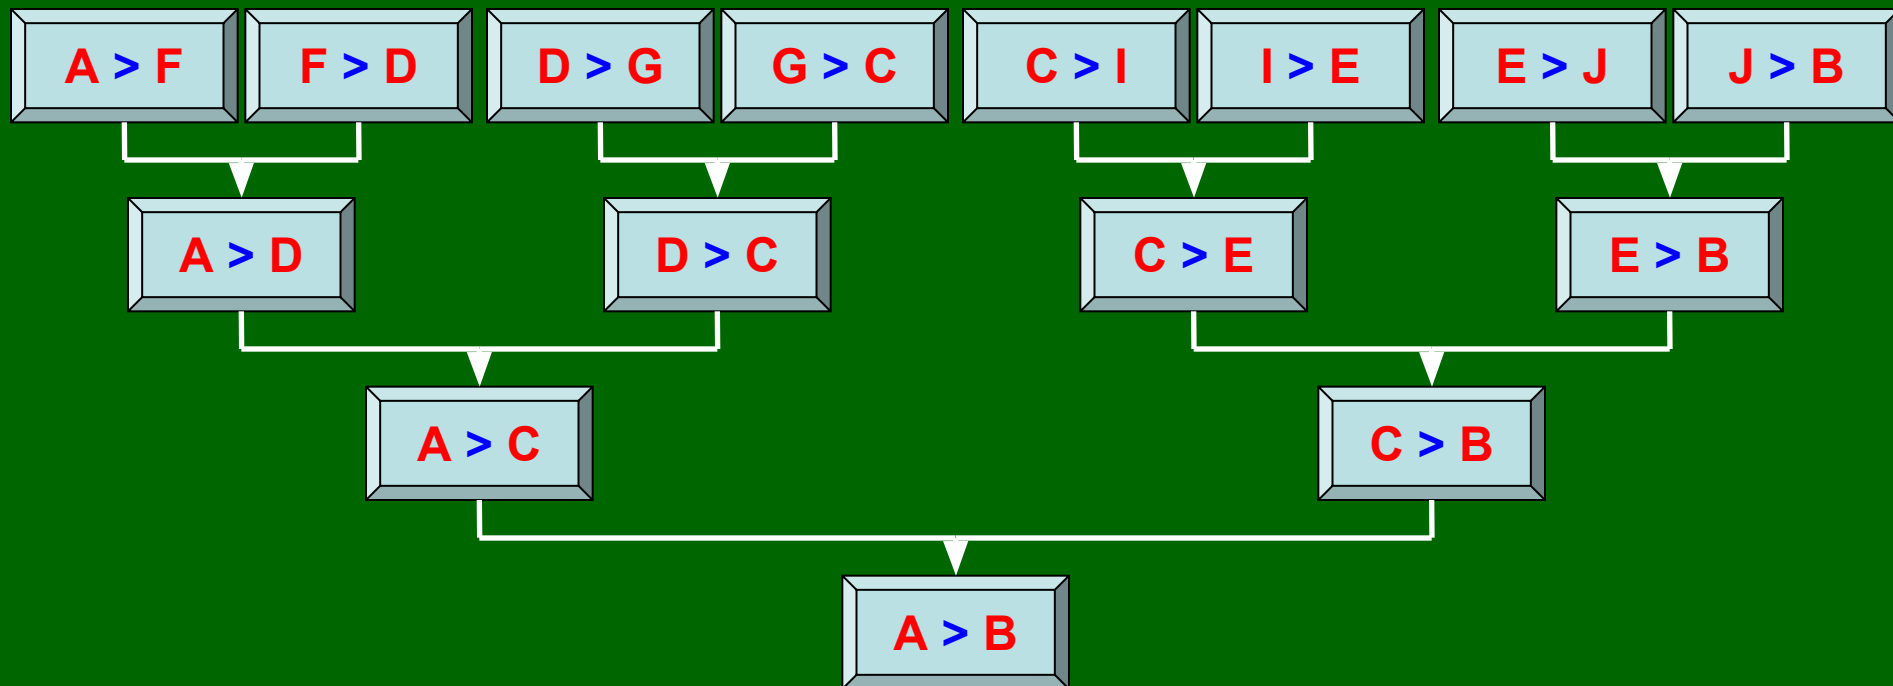 A > F F > D D > G G > C C > I I > E E > J J > B
A > D D > C C > E E > B
A > C C > B
A > B